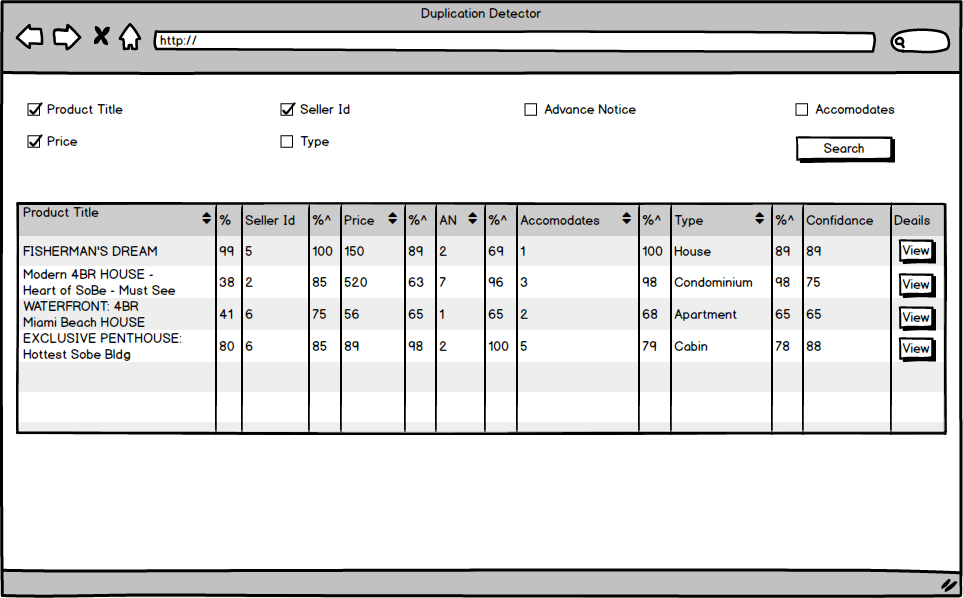 Duplication Detector
http://
Product Title
Seller Id
Advance Notice
Accomodates
Price
Type
Search
Product Title % Seller Id %^ Price %^ AN %^ Accomodates %^ Type %^ Confidance Deails
FISHERMAN'S DREAM 99 5 100 150 89 2 69 1 100 House 89 89 View
Modern 4BR HOUSE -
Heart of SoBe - Must See 38 2 85 520 63 7 96 3 98 Condominium 98 75 View
WATERFRONT: 4BR
Miami Beach HOUSE 41 6 75 56 65 1 65 2 68 Apartment 65 65 View
EXCLUSIVE PENTHOUSE:
Hottest Sobe Bldg 80 6 85 89 98 2 100 5 79 Cabin 78 88 View